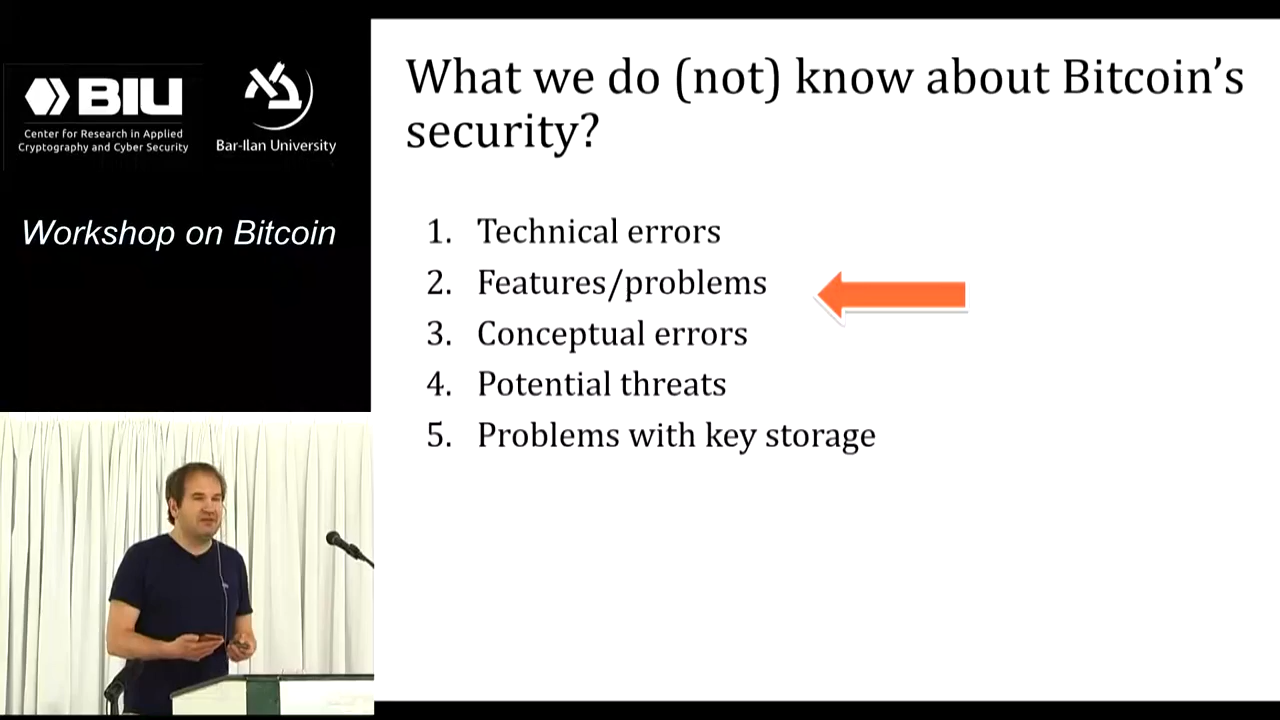 BIU
Center for Research in Applied
Cryptography and Cyber Security
Bar-Ilan University
Workshop on Bitcoin
What we do (not) know about Bitcoin’s
security?
1. Technical errors
2. Features/problems
3. Conceptual errors
4. Potential threats
5. Problems with key storage